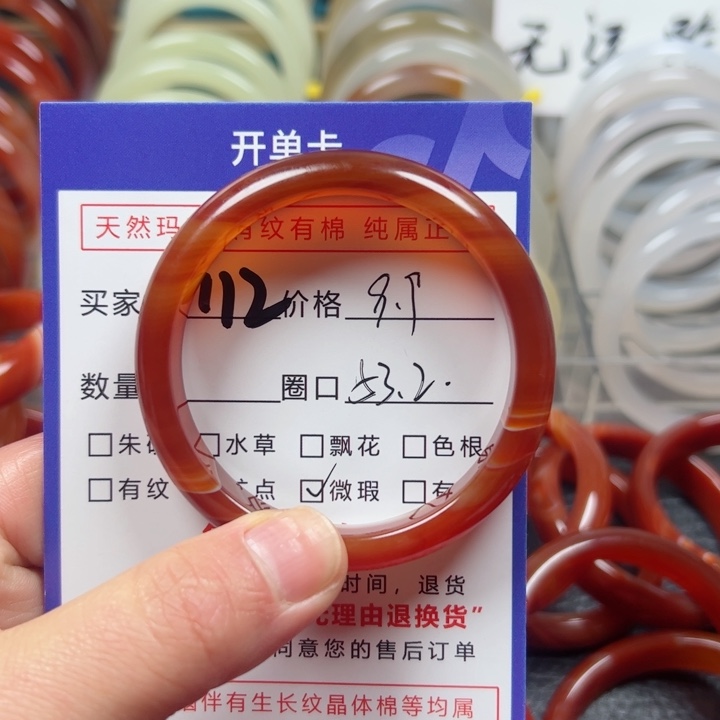 开单卡
天然玛 有纹有棉 纯属正
买家 112 价格
数量 圈口 53.2.
朱 水草 飘花 色根
有纹 矿点 微瑕 有
时间，退货
理由退换货”
同意您的售后订单
伴有生长纹晶体棉等均属
无